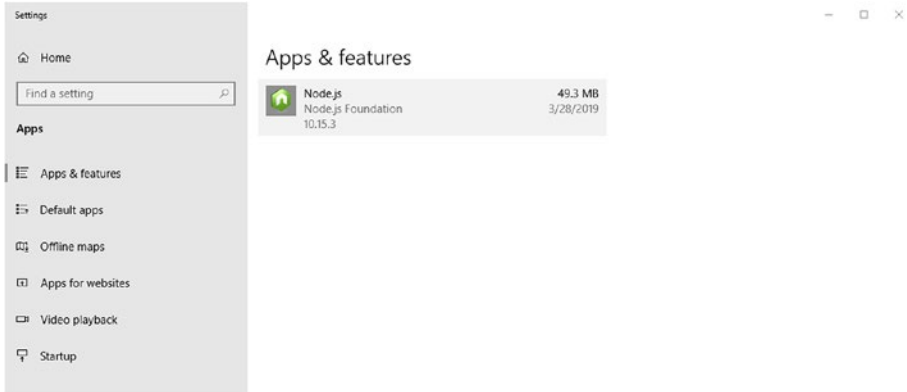 Settings
Home
Find a setting
Apps
Apps & features
Default apps
Offline maps
Apps for websites
Video playback
Startup
Apps & features
Node.js 49.3 MB
Node.js Foundation 3/28/2019
10.15.3